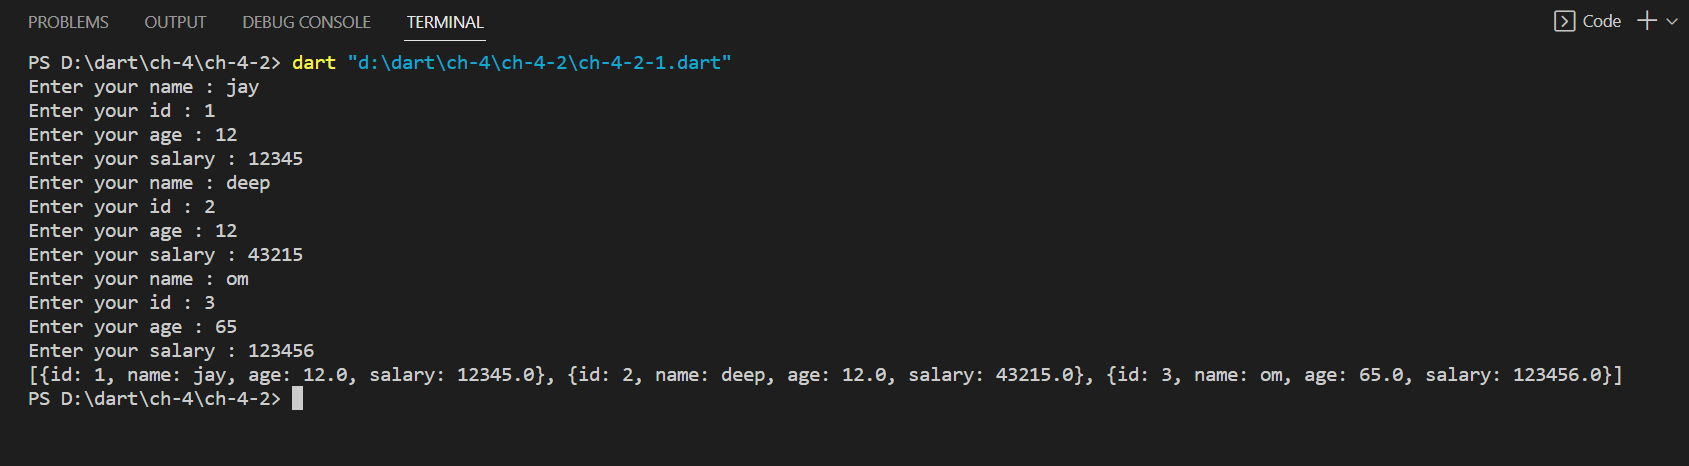 PROBLEMS OUTPUT DEBUG CONSOLE TERMINAL Code
PS D:\dart\ch-4\ch-4-2> dart "d:\dart\ch-4\ch-4-2\ch-4-2-1.dart"
Enter your name : jay
Enter your id : 1
Enter your age : 12
Enter your salary : 12345
Enter your name : deep
Enter your id : 2
Enter your age : 12
Enter your salary : 43215
Enter your name : om
Enter your id : 3
Enter your age : 65
Enter your salary : 123456
[{id: 1, name: jay, age: 12.0, salary: 12345.0}, {id: 2, name: deep, age: 12.0, salary: 43215.0}, {id: 3, name: om, age: 65.0, salary: 123456.0}]
PS D:\dart\ch-4\ch-4-2>